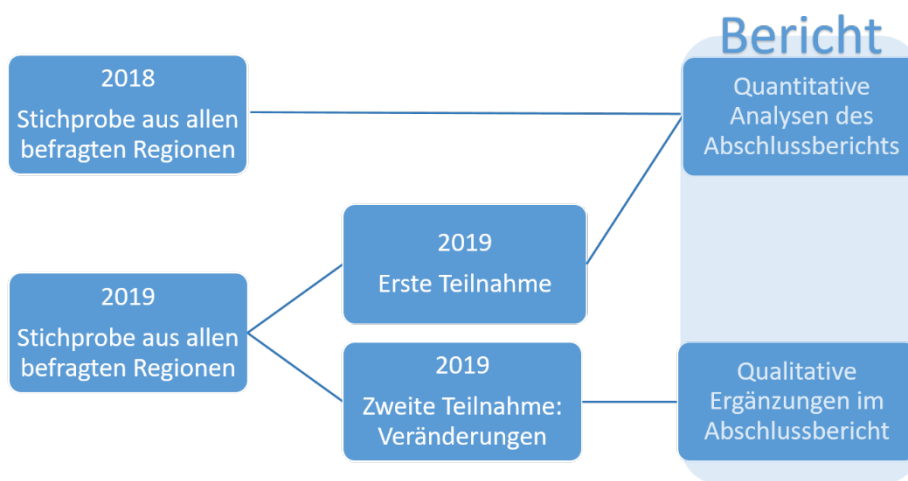 Bericht
2018
Stichprobe aus allen
befragten Regionen
Quantitative
Analysen des
Abschlussberichts
2019
Erste Teilnahme
2019
Stichprobe aus allen
befragten Regionen
2019
Zweite Teilnahme:
Veränderungen
Qualitative
Ergänzungen im
Abschlussbericht